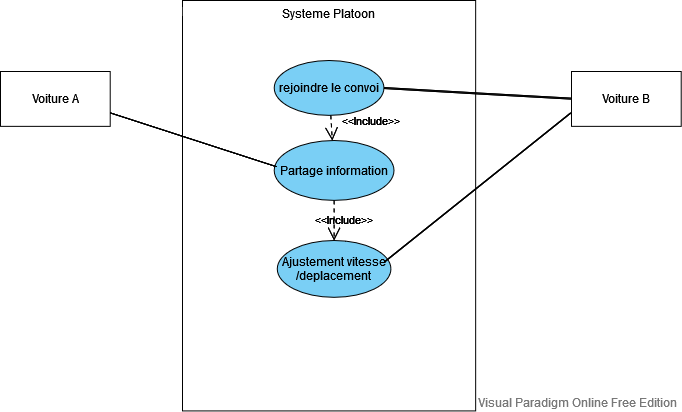 Systeme Platoon
rejoindre le convoi
Voiture A
Voiture B
<<Include>>
Partage information
<<Include>>
Ajustement vitesse
/deplacement
Visual Paradigm Online Free Edition